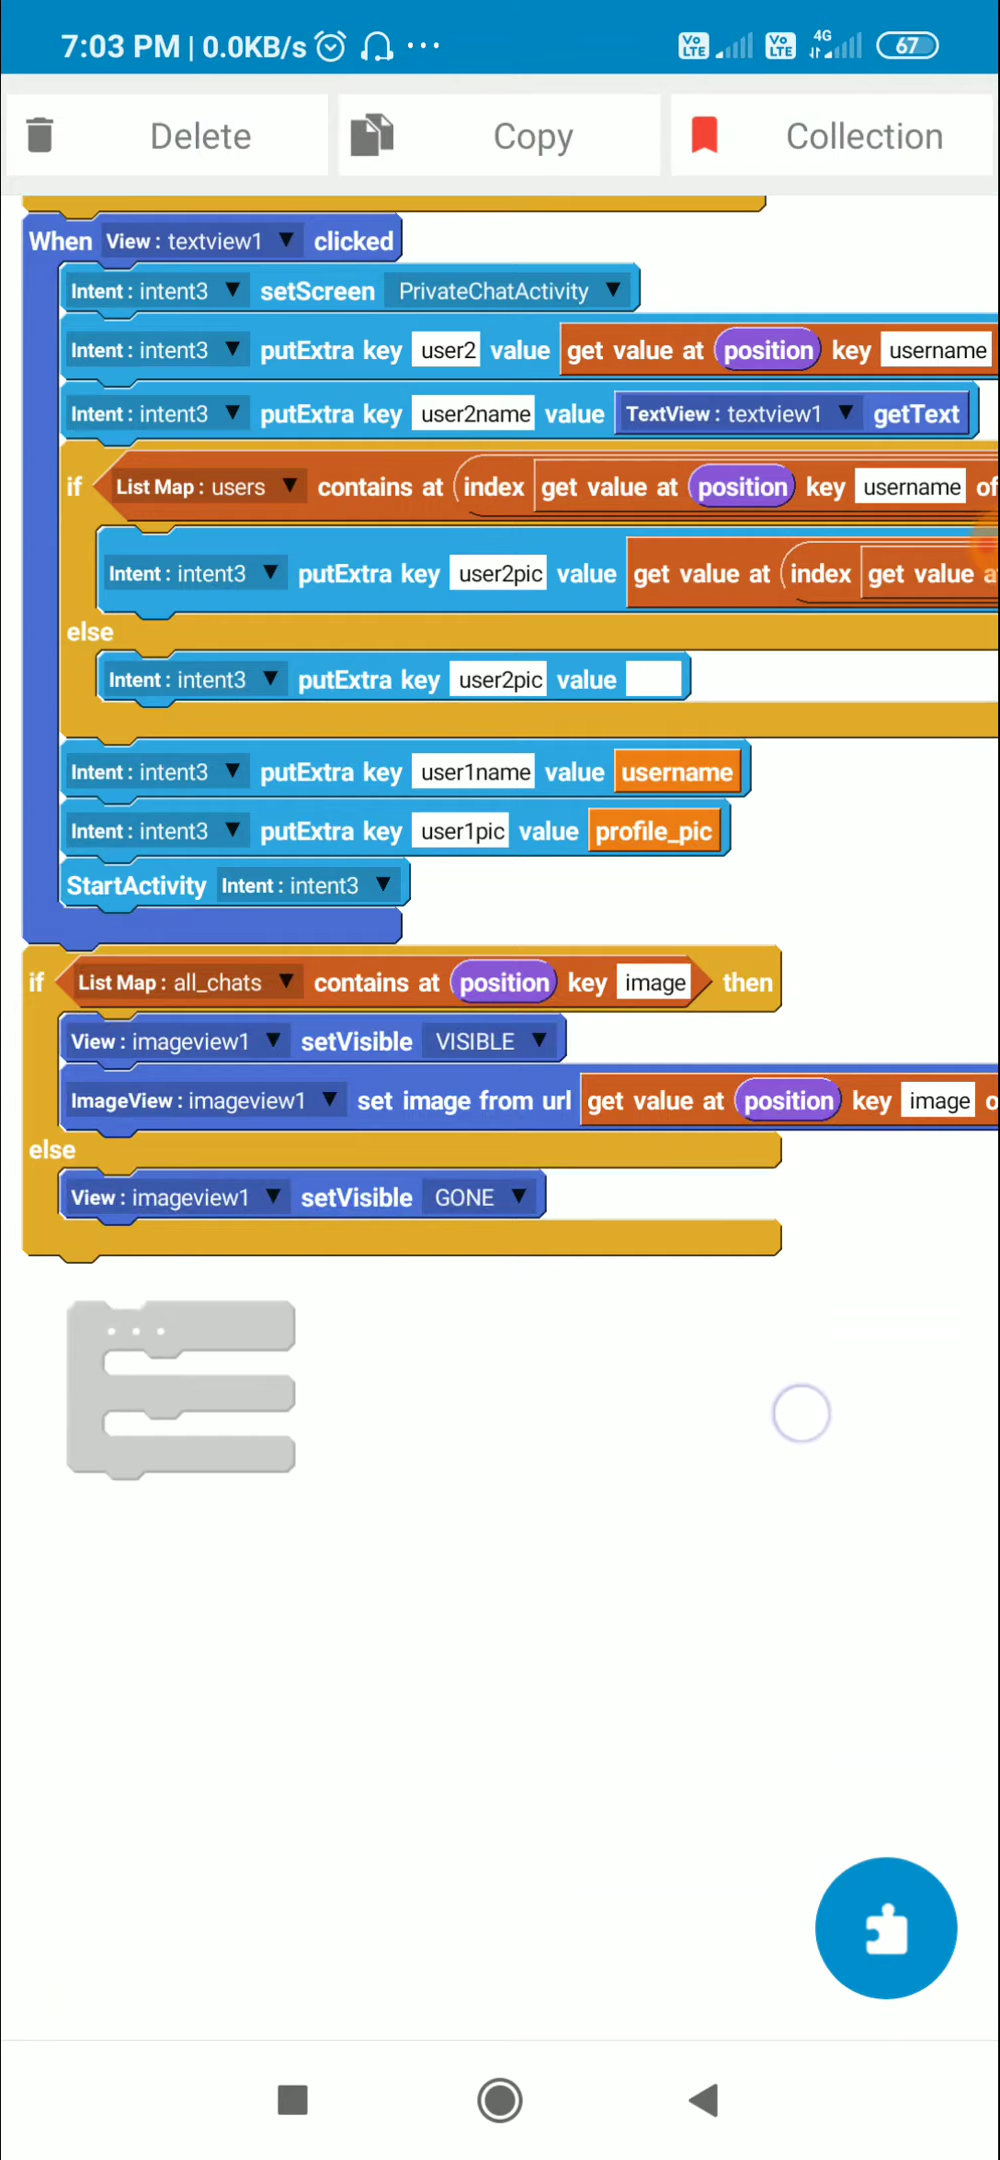 7:03 PM | 0.0KB/s ... Vo LTE Vo LTE 4G 67
Delete Copy Collection
When View : textview1 clicked
Intent : intent3 setScreen PrivateChatActivity
Intent : intent3 putExtra key user2 value get value at position key username
Intent : intent3 putExtra key user2name value TextView : textview1 getText
if List Map : users contains at index get value at position key username of
Intent : intent3 putExtra key user2pic value get value at index get value a
else
Intent : intent3 putExtra key user2pic value
Intent : intent3 putExtra key user1name value username
Intent : intent3 putExtra key user1pic value profile_pic
StartActivity Intent : intent3
if List Map : all_chats contains at position key image then
View : imageview1 setVisible VISIBLE
ImageView : imageview1 set image from url get value at position key image o
else
View : imageview1 setVisible GONE